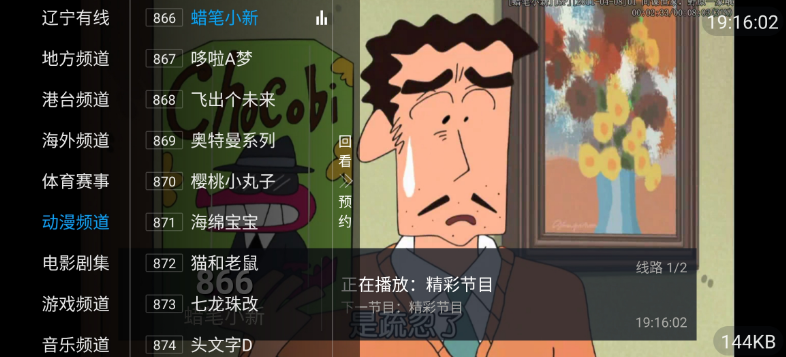 辽宁有线
地方频道
港台频道
海外频道
体育赛事
动漫频道
电影剧集
游戏频道
音乐频道
866 蜡笔小新
867 哆啦A梦
868 飞出个未来
869 奥特曼系列
870 樱桃小丸子
871 海绵宝宝
872 猫和老鼠
873 七龙珠改
874 头文字D
回看
预约
Chocobi
19:16:02
866
蜡笔小新
线路 1/2
正在播放：精彩节目
下一节目：精彩节目
19:16:02
是疏忽了
144KB